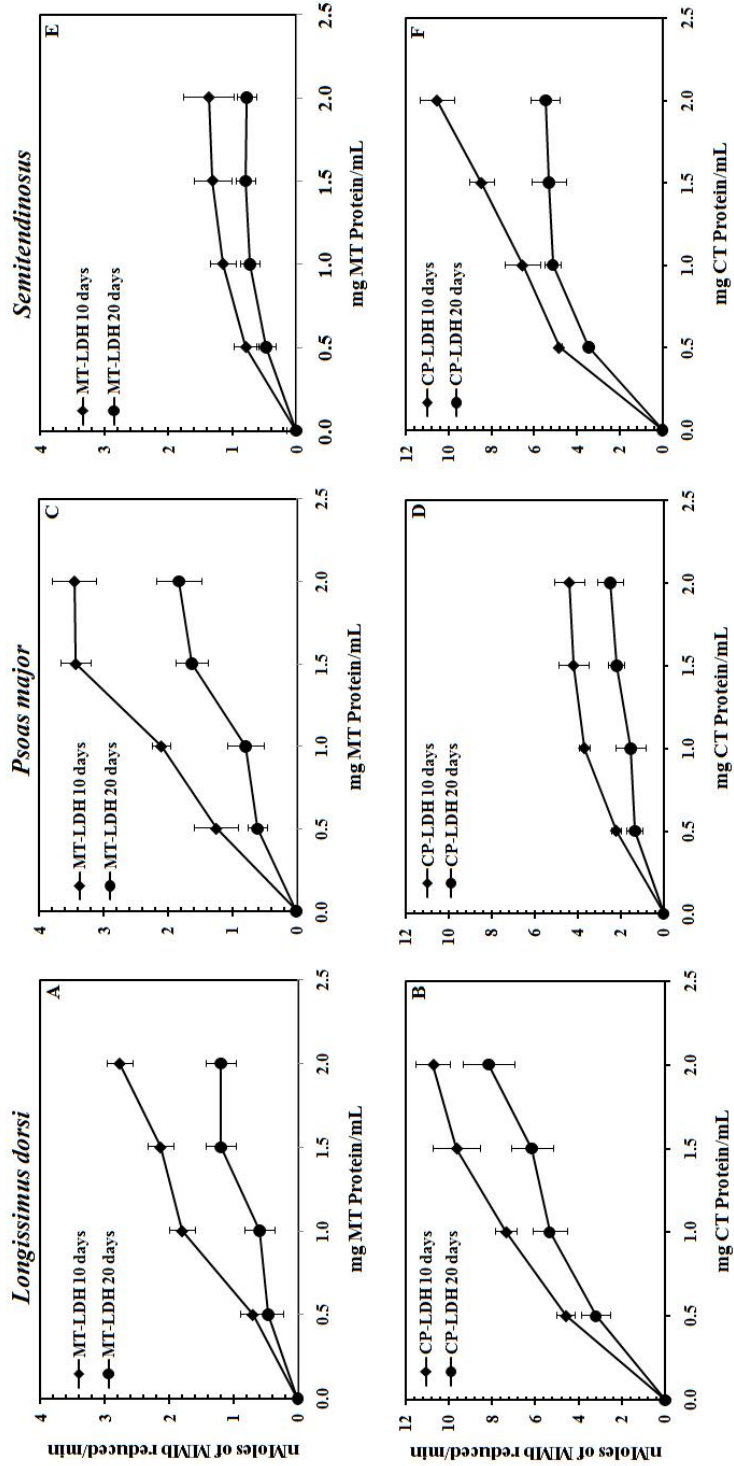 Longissimus dorsi
Psoas major
Semitendinosus
nMoles of MMb reduced/min
4
3
2
1
0
A
MT-LDH 10 days
MT-LDH 20 days
0.0 0.5 1.0 1.5 2.0 2.5
mg MT Protein/mL
4
3
2
1
0
C
MT-LDH 10 days
MT-LDH 20 days
0.0 0.5 1.0 1.5 2.0 2.5
mg MT Protein/mL
4
3
2
1
0
E
MT-LDH 10 days
MT-LDH 20 days
0.0 0.5 1.0 1.5 2.0 2.5
mg MT Protein/mL
nMoles of MMb reduced/min
12
10
8
6
4
2
0
B
CP-LDH 10 days
CP-LDH 20 days
0.0 0.5 1.0 1.5 2.0 2.5
mg CT Protein/mL
12
10
8
6
4
2
0
D
CP-LDH 10 days
CP-LDH 20 days
0.0 0.5 1.0 1.5 2.0 2.5
mg CT Protein/mL
12
10
8
6
4
2
0
F
CP-LDH 10 days
CP-LDH 20 days
0.0 0.5 1.0 1.5 2.0 2.5
mg CT Protein/mL